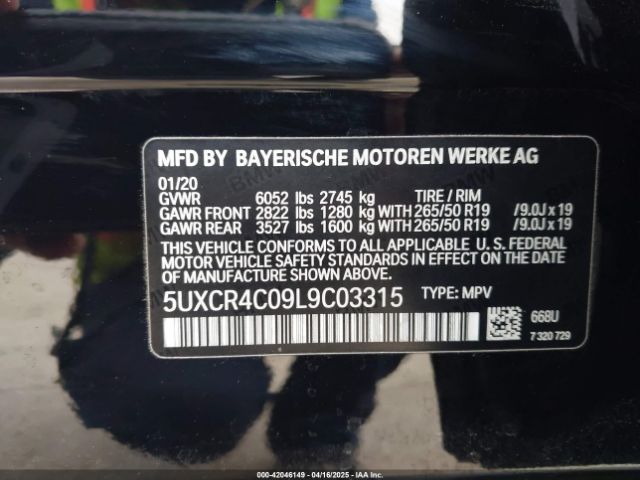 MFD BY BAYERISCHE MOTOREN WERKE AG
01/20
GVWR 6052 lbs 2745 kg TIRE / RIM
GAWR FRONT 2822 lbs 1280 kg WITH 265/50 R19 /9.0J x 19
GAWR REAR 3527 lbs 1600 kg WITH 265/50 R19 /9.0J x 19
THIS VEHICLE CONFORMS TO ALL APPLICABLE U. S. FEDERAL
MOTOR VEHICLE SAFETY STANDARDS IN EFFECT ON THE
DATE OF MANUFACTURE SHOWN ABOVE.
5UXCR4C09L9C03315 TYPE: MPV
668U
7 320 729
000-42046149 - 04/16/2025 - IAAI.COM